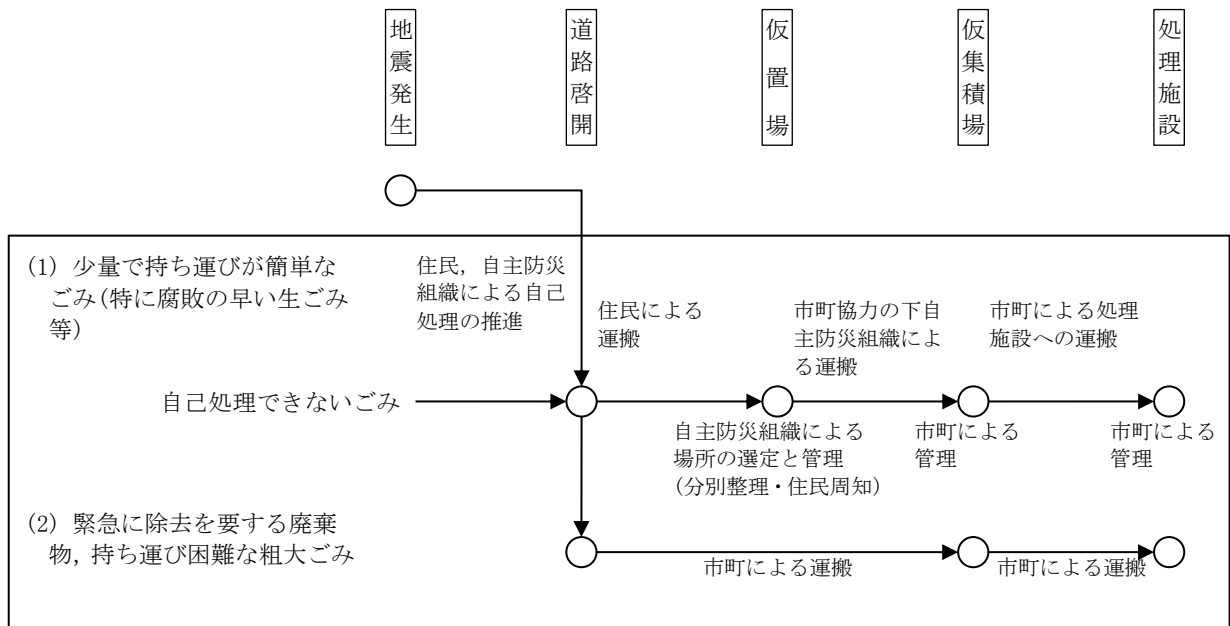 地震発生
道路啓開
仮置場
仮集積場
処理施設
(1) 少量で持ち運びが簡単な
ごみ(特に腐敗の早い生ごみ
等)
住民，自主防災
組織による自己
処理の推進
住民による
運搬
市町協力の下自
主防災組織によ
る運搬
市町による処理
施設への運搬
自己処理できないごみ
自主防災組織による
場所の選定と管理
(分別整理・住民周知)
市町による
管理
市町による
管理
(2) 緊急に除去を要する廃棄
物，持ち運び困難な粗大ごみ
市町による運搬
市町による運搬